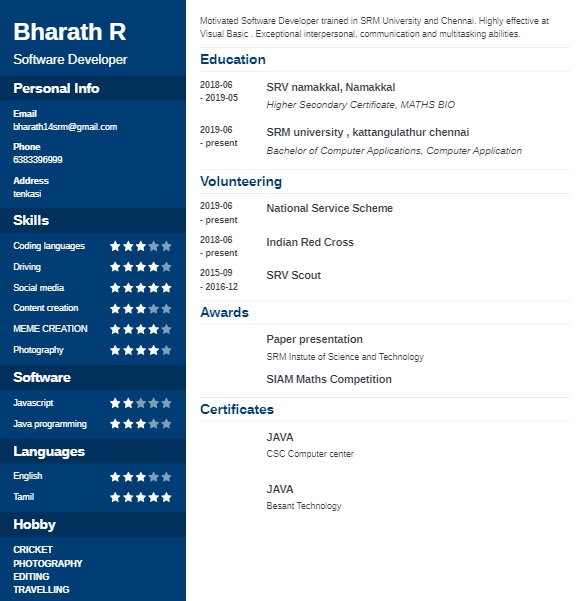 Bharath R
Software Developer
Personal Info
Email
bharath14srm@gmail.com
Phone
6383396999
Address
tenkasi
Skills
Coding languages
Driving
Social media
Content creation
MEME CREATION
Photography
Software
Javascript
Java programming
Languages
English
Tamil
Hobby
CRICKET
PHOTOGRAPHY
EDITING
TRAVELLING
Motivated Software Developer trained in SRM University and Chennai. Highly effective at
Visual Basic . Exceptional interpersonal, communication and multitasking abilities.
Education
2018-06
- 2019-05
SRV namakkal, Namakkal
Higher Secondary Certificate, MATHS BIO
2019-06
- present
SRM university , kattangulathur chennai
Bachelor of Computer Applications, Computer Application
Volunteering
2019-06
- present
National Service Scheme
2018-06
- present
Indian Red Cross
2015-09
- 2016-12
SRV Scout
Awards
Paper presentation
SRM Instute of Science and Technology
SIAM Maths Competition
Certificates
JAVA
CSC Computer center
JAVA
Besant Technology